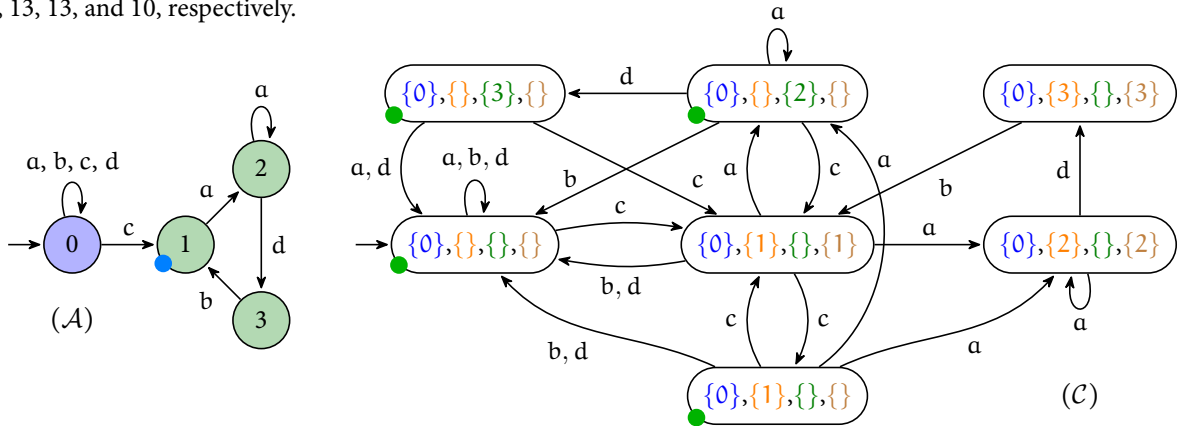 , 13, 13, and 10, respectively.
a
{0},{},{3},{}
d
{0},{},{2},{}
{0},{3},{},{3}
a
2
a, b, c, d
a, d
a, b, d
b
c
a
c
a
b
d
a
d
c
0
c
1
{0},{},{},{}
{0},{1},{},{1}
a
{0},{2},{},{2}
b
b, d
a
3
(𝒜)
c
c
b, d
a
{0},{1},{},{}
(𝒞)